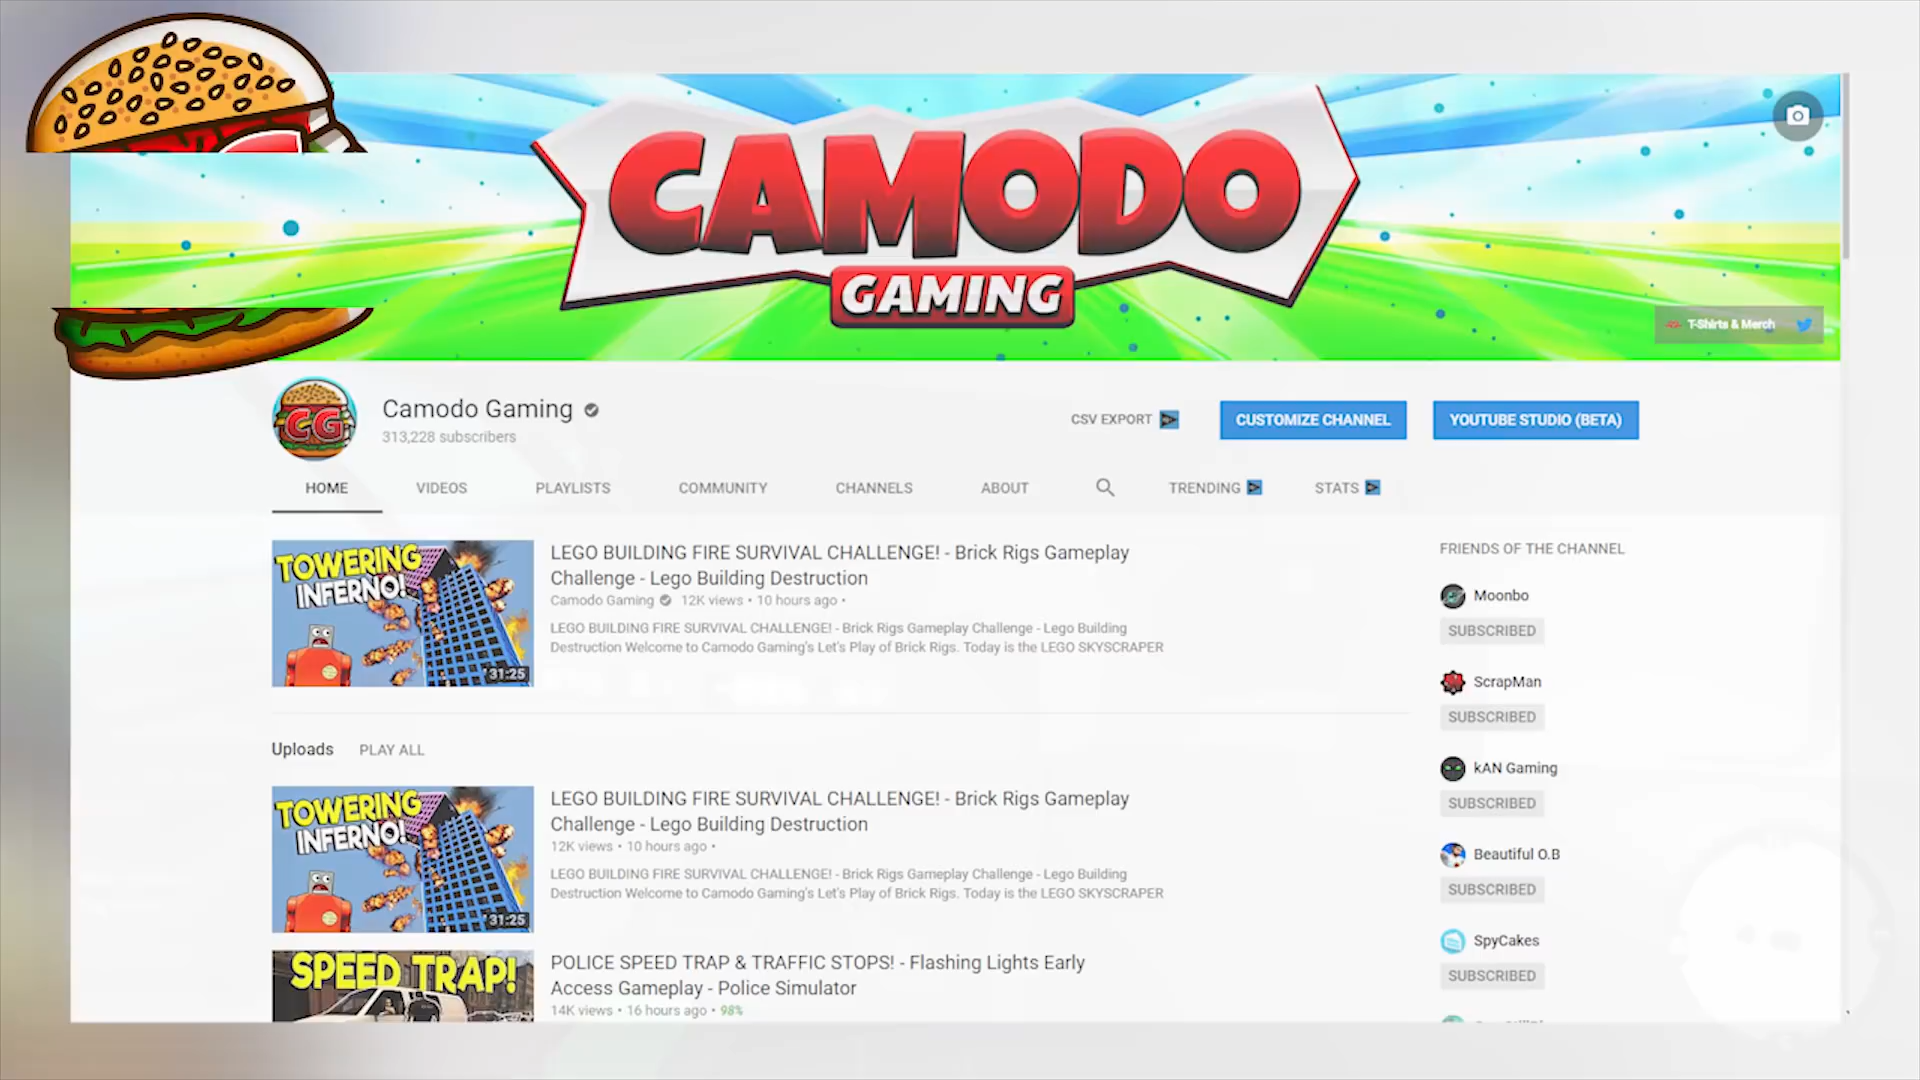 CAMODO
GAMING
T-Shirts & Merch
CG
Camodo Gaming
313,228 subscribers
CSV EXPORT
CUSTOMIZE CHANNEL
YOUTUBE STUDIO (BETA)
HOME
VIDEOS
PLAYLISTS
COMMUNITY
CHANNELS
ABOUT
TRENDING
STATS
TOWERING
INFERNO!
31:25
LEGO BUILDING FIRE SURVIVAL CHALLENGE! - Brick Rigs Gameplay
Challenge - Lego Building Destruction
Camodo Gaming 12K views • 10 hours ago •
LEGO BUILDING FIRE SURVIVAL CHALLENGE! - Brick Rigs Gameplay Challenge - Lego Building
Destruction Welcome to Camodo Gaming's Let's Play of Brick Rigs. Today is the LEGO SKYSCRAPER
Uploads PLAY ALL
TOWERING
INFERNO!
31:25
LEGO BUILDING FIRE SURVIVAL CHALLENGE! - Brick Rigs Gameplay
Challenge - Lego Building Destruction
12K views • 10 hours ago •
LEGO BUILDING FIRE SURVIVAL CHALLENGE! - Brick Rigs Gameplay Challenge - Lego Building
Destruction Welcome to Camodo Gaming's Let's Play of Brick Rigs. Today is the LEGO SKYSCRAPER
SPEED TRAP!
POLICE SPEED TRAP & TRAFFIC STOPS! - Flashing Lights Early
Access Gameplay - Police Simulator
14K views • 16 hours ago • 98%
FRIENDS OF THE CHANNEL
Moonbo
SUBSCRIBED
ScrapMan
SUBSCRIBED
kAN Gaming
SUBSCRIBED
Beautiful O.B
SUBSCRIBED
SpyCakes
SUBSCRIBED